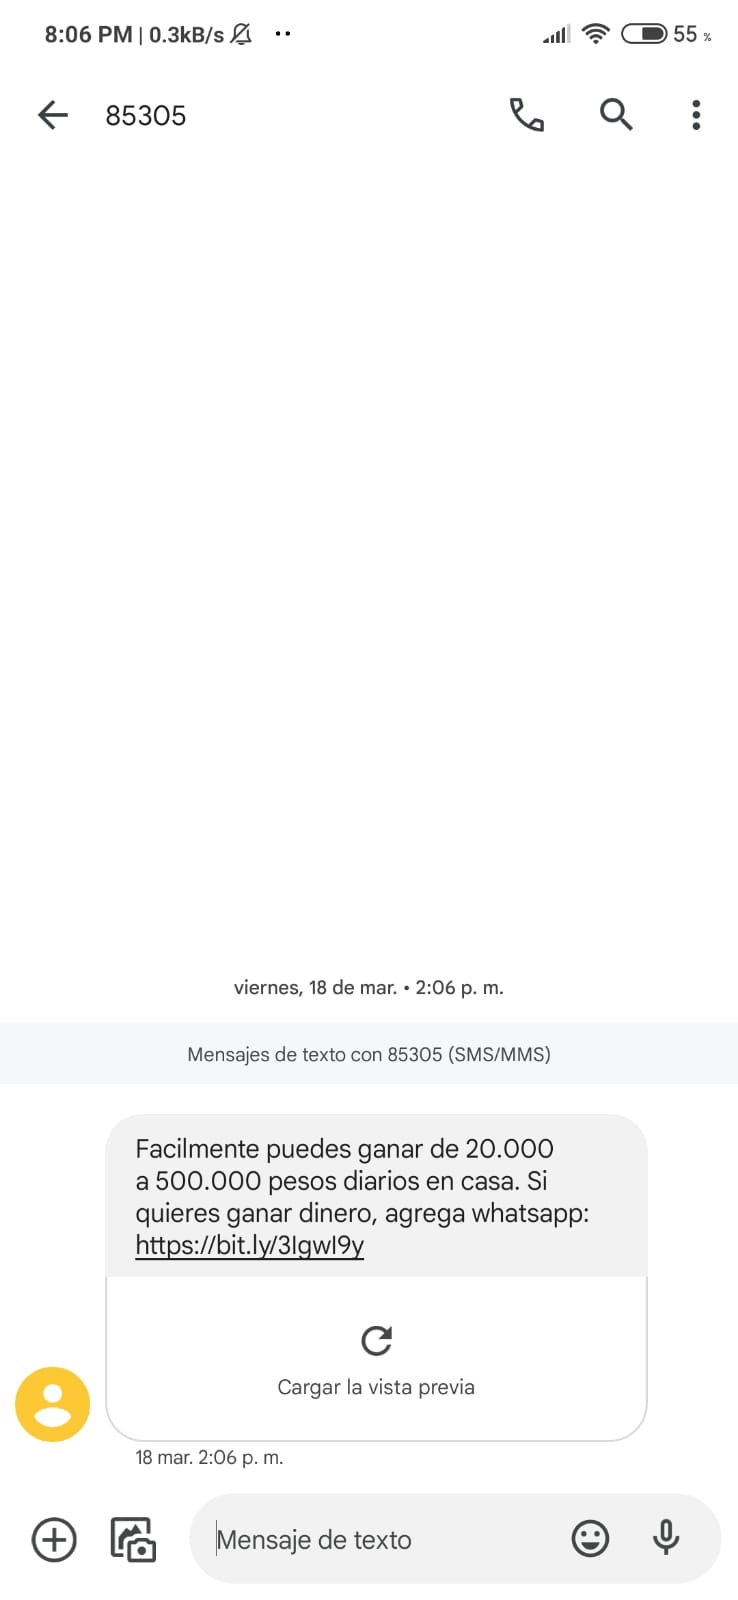 8:06 PM | 0.3kB/s
55 %
85305
viernes, 18 de mar. • 2:06 p. m.
Mensajes de texto con 85305 (SMS/MMS)
Facilmente puedes ganar de 20.000
a 500.000 pesos diarios en casa. Si
quieres ganar dinero, agrega whatsapp:
https://bit.ly/3IgwI9y
Cargar la vista previa
18 mar. 2:06 p. m.
Mensaje de texto